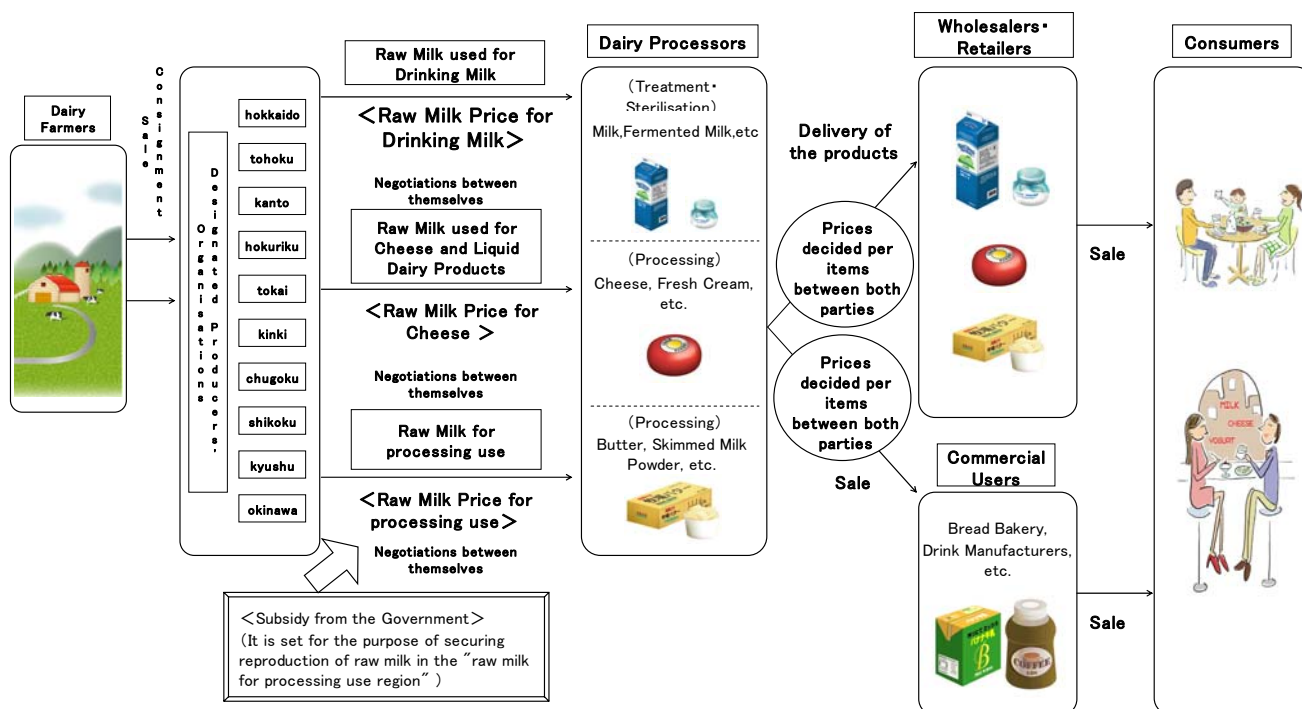 Dairy
Farmers
Consignment
Sale
Designated Producers'
Organisations
hokkaido
tohoku
kanto
hokuriku
tokai
kinki
chugoku
shikoku
kyushu
okinawa
Raw Milk used for
Drinking Milk
<Raw Milk Price for
Drinking Milk>
Negotiations between
themselves
Raw Milk used for
Cheese and Liquid
Dairy Products
<Raw Milk Price for
Cheese >
Negotiations between
themselves
Raw Milk for
processing use
<Raw Milk Price for
processing use>
Negotiations between
themselves
<Subsidy from the Government>
(It is set for the purpose of securing
reproduction of raw milk in the "raw milk
for processing use region" )
Dairy Processors
(Treatment・
Sterilisation)
Milk,Fermented Milk,etc
(Processing)
Cheese, Fresh Cream,
etc.
(Processing)
Butter, Skimmed Milk
Powder, etc.
Delivery of
the products
Prices
decided per
items
between both
parties
Prices
decided per
items
between both
parties
Sale
Wholesalers・
Retailers
Commercial
Users
Bread Bakery,
Drink Manufacturers,
etc.
B
COFFEE
Sale
Sale
Consumers
MILK
CHEESE
YOGURT